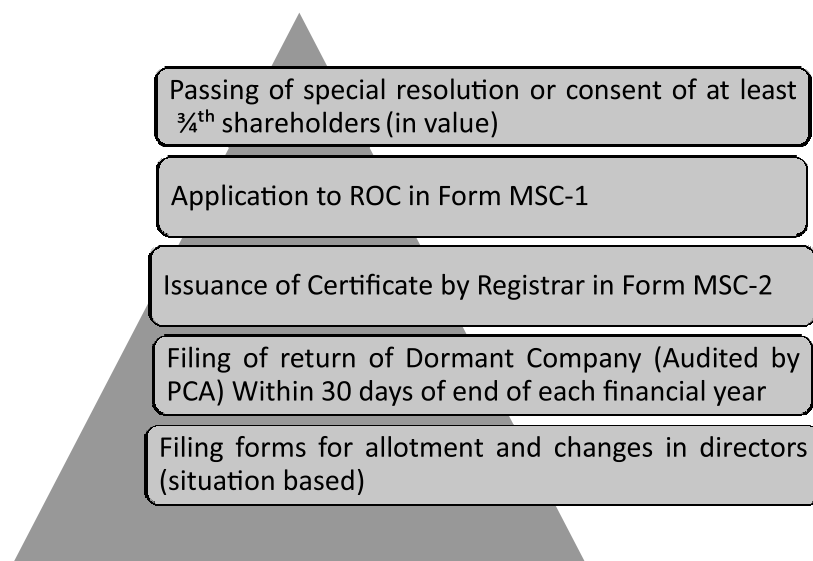 Passing of special resolution or consent of at least
¾ᵗʰ shareholders (in value)
Application to ROC in Form MSC-1
Issuance of Certificate by Registrar in Form MSC-2
Filing of return of Dormant Company (Audited by
PCA) Within 30 days of end of each financial year
Filing forms for allotment and changes in directors
(situation based)